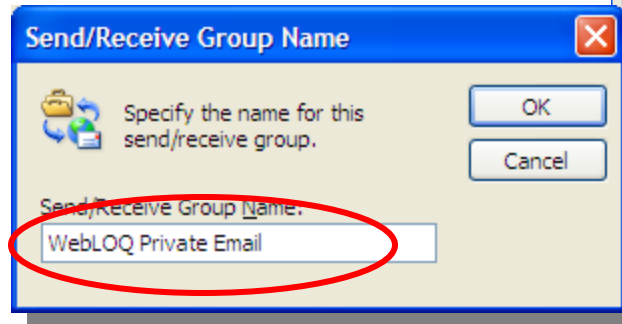 Send/Receive Group Name
Specify the name for this
send/receive group.
OK
Cancel
Send/Receive Group Name:
WebLOQ Private Email